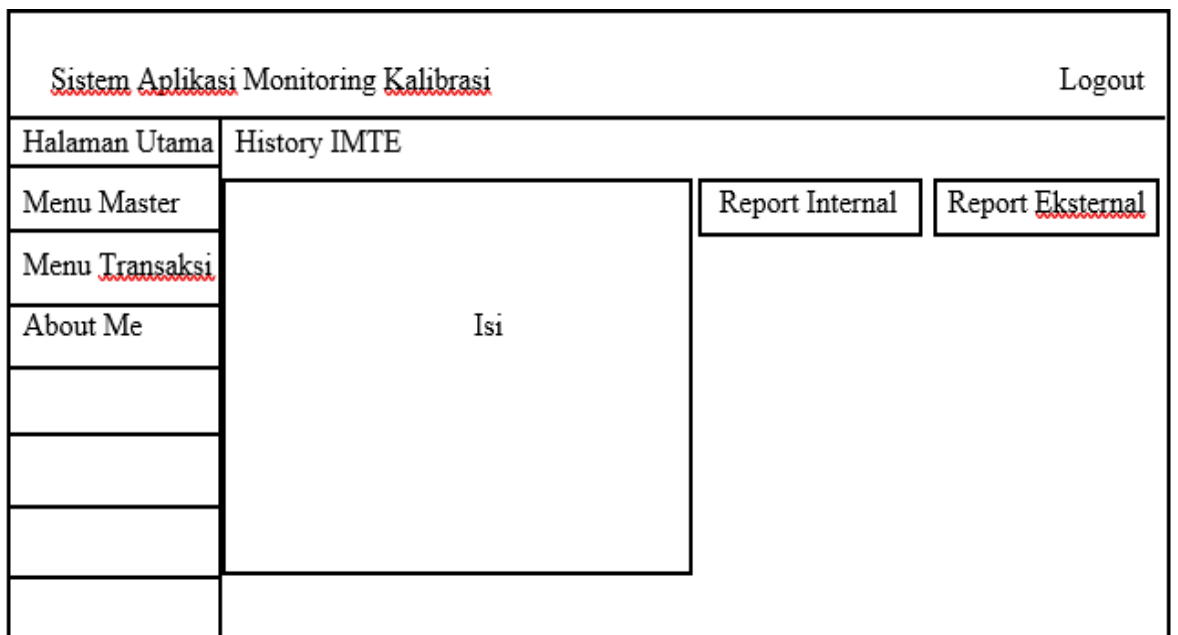 Sistem Aplikasi Monitoring Kalibrasi
Logout
Halaman Utama
History IMTE
Menu Master
Report Internal
Report Eksternal
Menu Transaksi
About Me
Isi